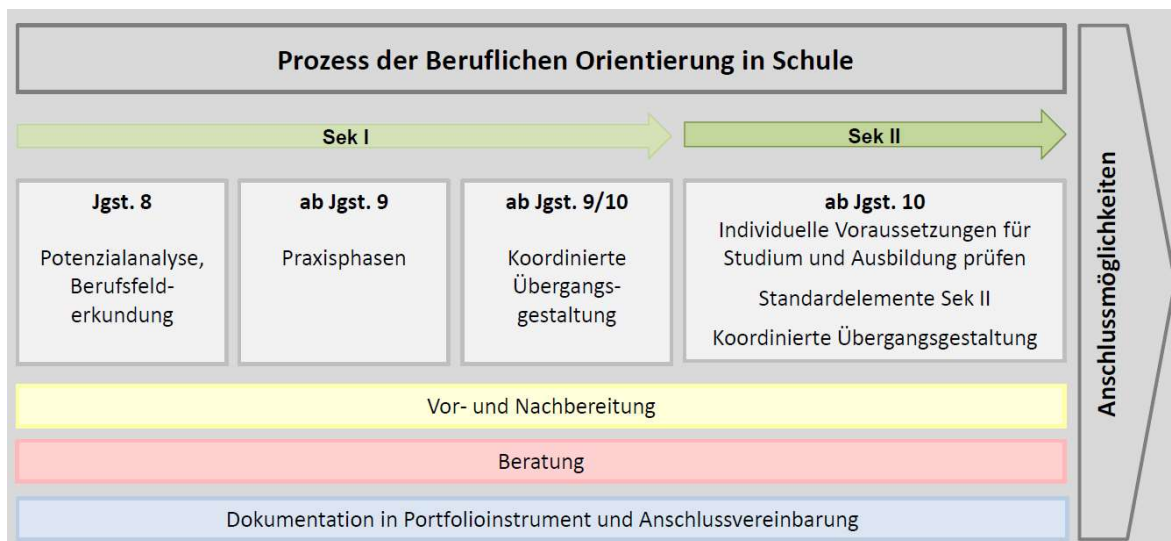 Prozess der Beruflichen Orientierung in Schule
Sek I
Sek II
Jgst. 8
Potenzialanalyse,
Berufsfeld-
erkundung
ab Jgst. 9
Praxisphasen
ab Jgst. 9/10
Koordinierte
Übergangs-
gestaltung
ab Jgst. 10
Individuelle Voraussetzungen für
Studium und Ausbildung prüfen
Standardelemente Sek II
Koordinierte Übergangsgestaltung
Vor- und Nachbereitung
Beratung
Dokumentation in Portfolioinstrument und Anschlussvereinbarung
Anschlussmöglichkeiten